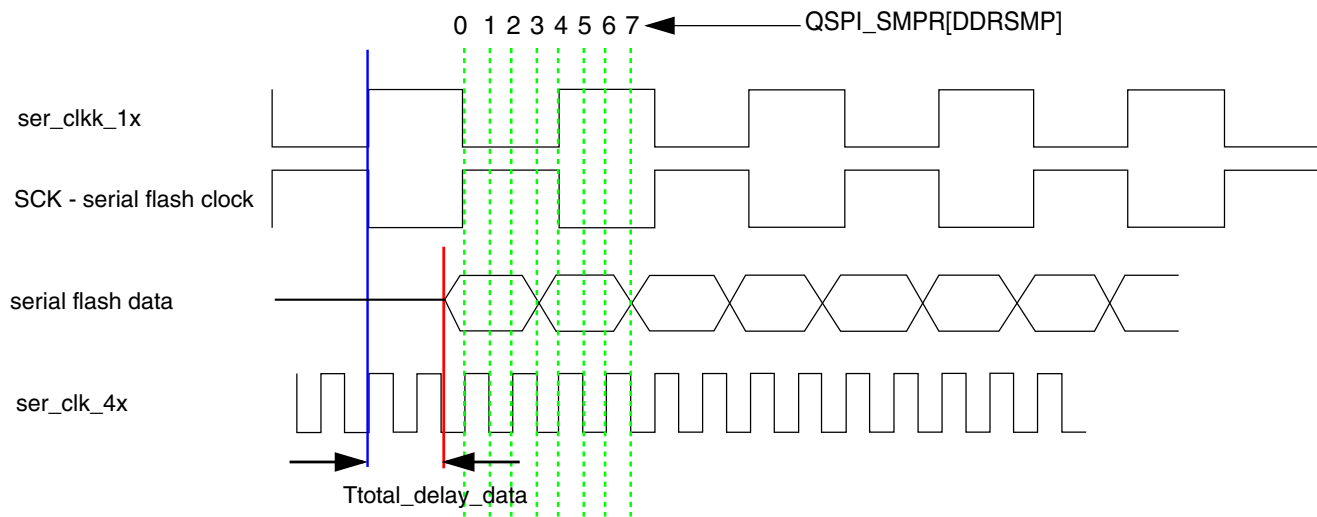 0 1 2 3 4 5 6 7 QSPI_SMPR[DDRSMP]
ser_clkk_1x
SCK - serial flash clock
serial flash data
ser_clk_4x
Ttotal_delay_data